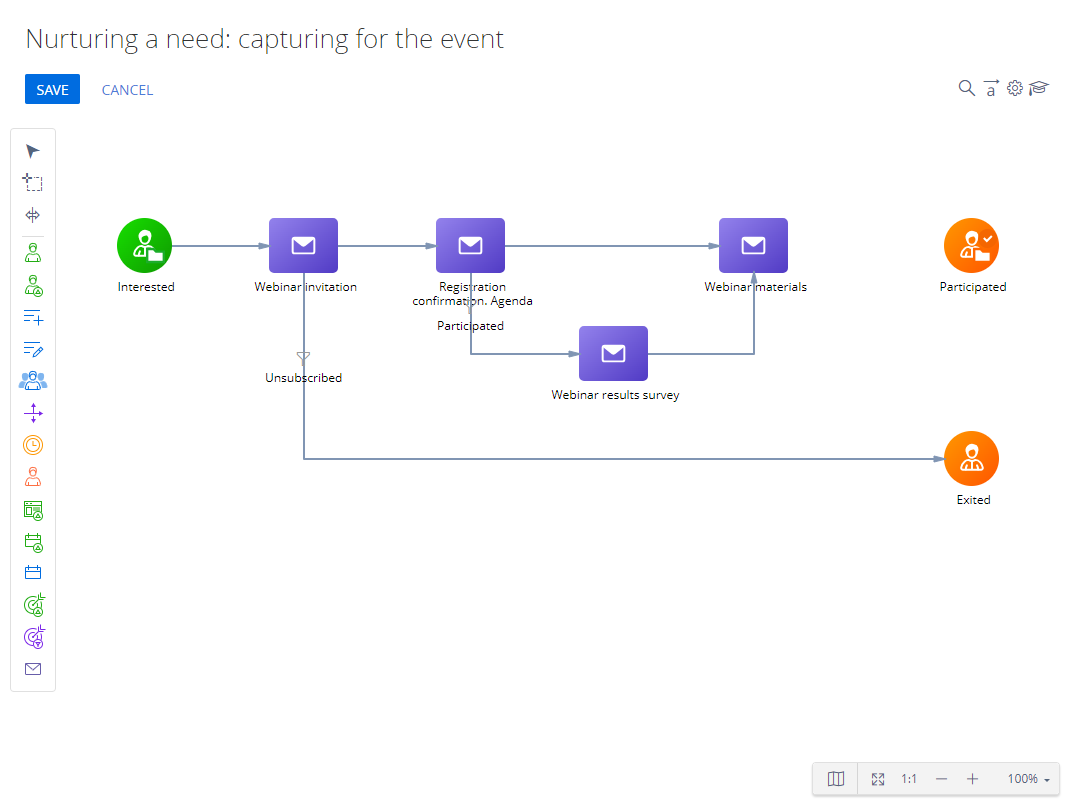 Nurturing a need: capturing for the event
SAVE
CANCEL
a
Interested
Webinar invitation
Registration
confirmation. Agenda
Webinar materials
Participated
Participated
Unsubscribed
Webinar results survey
Exited
1:1
100%